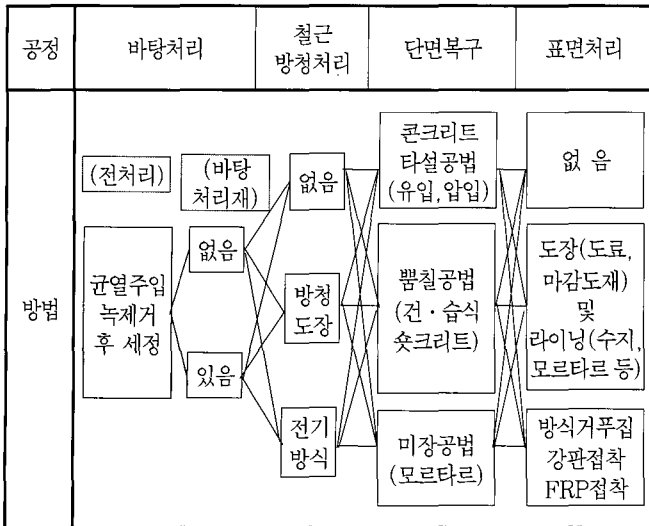 공정
바탕처리
철근
방청처리
단면복구
표면처리
방법
(전처리)
균열주입
녹제거
후 세정
(바탕
처리재)
없음
있음
없음
방청
도장
전기
방식
콘크리트
타설공법
(유입, 압입)
뿜칠공법
(건·습식
숏크리트)
미장공법
(모르타르)
없 음
도장(도료,
마감도재)
및
라이닝(수지,
모르타르 등)
방식거푸집
강판접착
FRP접착